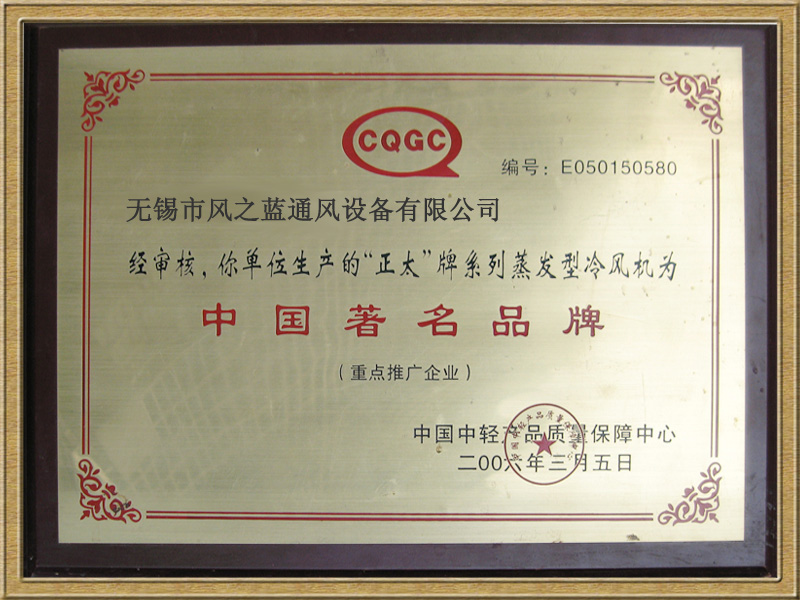 CQGC
编号：E050150580
无锡市风之蓝通风设备有限公司
经审核，你单位生产的“正太”牌系列蒸发型冷风机为
中国著名品牌
（重点推广企业）
中国中轻产品质量保障中心
二00六年三月五日